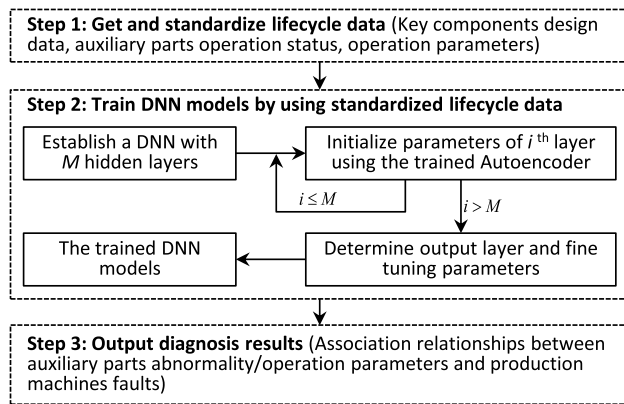 Step 1: Get and standardize lifecycle data (Key components design
data, auxiliary parts operation status, operation parameters)
Step 2: Train DNN models by using standardized lifecycle data
Establish a DNN with
M hidden layers
Initialize parameters of i th layer
using the trained Autoencoder
i ≤ M
i > M
The trained DNN
models
Determine output layer and fine
tuning parameters
Step 3: Output diagnosis results (Association relationships between
auxiliary parts abnormality/operation parameters and production
machines faults)